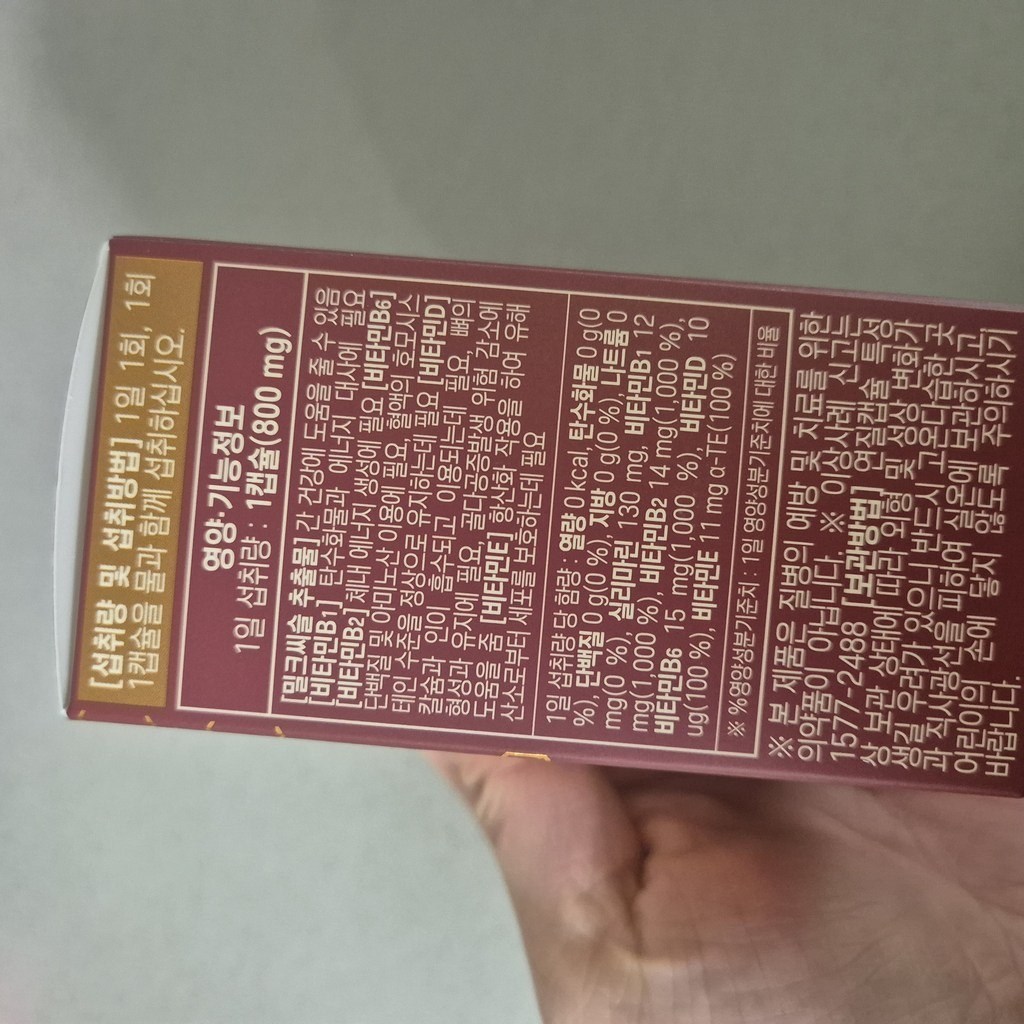 [섭취량 및 섭취방법] 1일 1회, 1회
1캡슐을 물과 함께 섭취하십시오.
영양·기능정보
1일 섭취량 : 1캡슐(800 mg)
[밀크씨슬 추출물] 간 건강에 도움을 줄 수 있음
[비타민B1] 탄수화물과 에너지 대사에 필요
[비타민B2] 체내 에너지 생성에 필요 [비타민B6]
단백질 및 아미노산 이용에 필요, 혈액의 호모시스
테인 수준을 정상으로 유지하는데 필요 [비타민D]
칼슘과 인이 흡수되고 이용되는데 필요, 뼈의
형성과 유지에 필요, 골다공증발생 위험 감소에
도움을 줌 [비타민E] 항산화 작용을 하여 유해
산소로부터 세포를 보호하는데 필요
1일 섭취량 당 함량 : 열량 0 kcal, 탄수화물 0 g(0
%), 단백질 0 g(0 %), 지방 0 g(0 %), 나트륨 0
mg(0 %), 실리마린 130 mg, 비타민B1 12
mg(1,000 %), 비타민B2 14 mg(1,000 %),
비타민B6 15 mg(1,000 %), 비타민D 10
ug(100 %), 비타민E 11 mg α-TE(100 %)
※ %영양성분기준치 : 1일 영양성분기준치에 대한 비율
※ 본 제품은 질병의 예방 및 치료를 위한
의약품이 아닙니다. ※ 이상사례 신고는
1577-2488 [보관방법] 연질캡슐 특성
상 보관 상태에 따라 외형 및 성상 변화가
생길 우려가 있으니 반드시 고온다습한 곳
과 직사광선을 피하여 실온에 보관하시고
어린이의 손에 닿지 않도록 주의하시기
바랍니다.